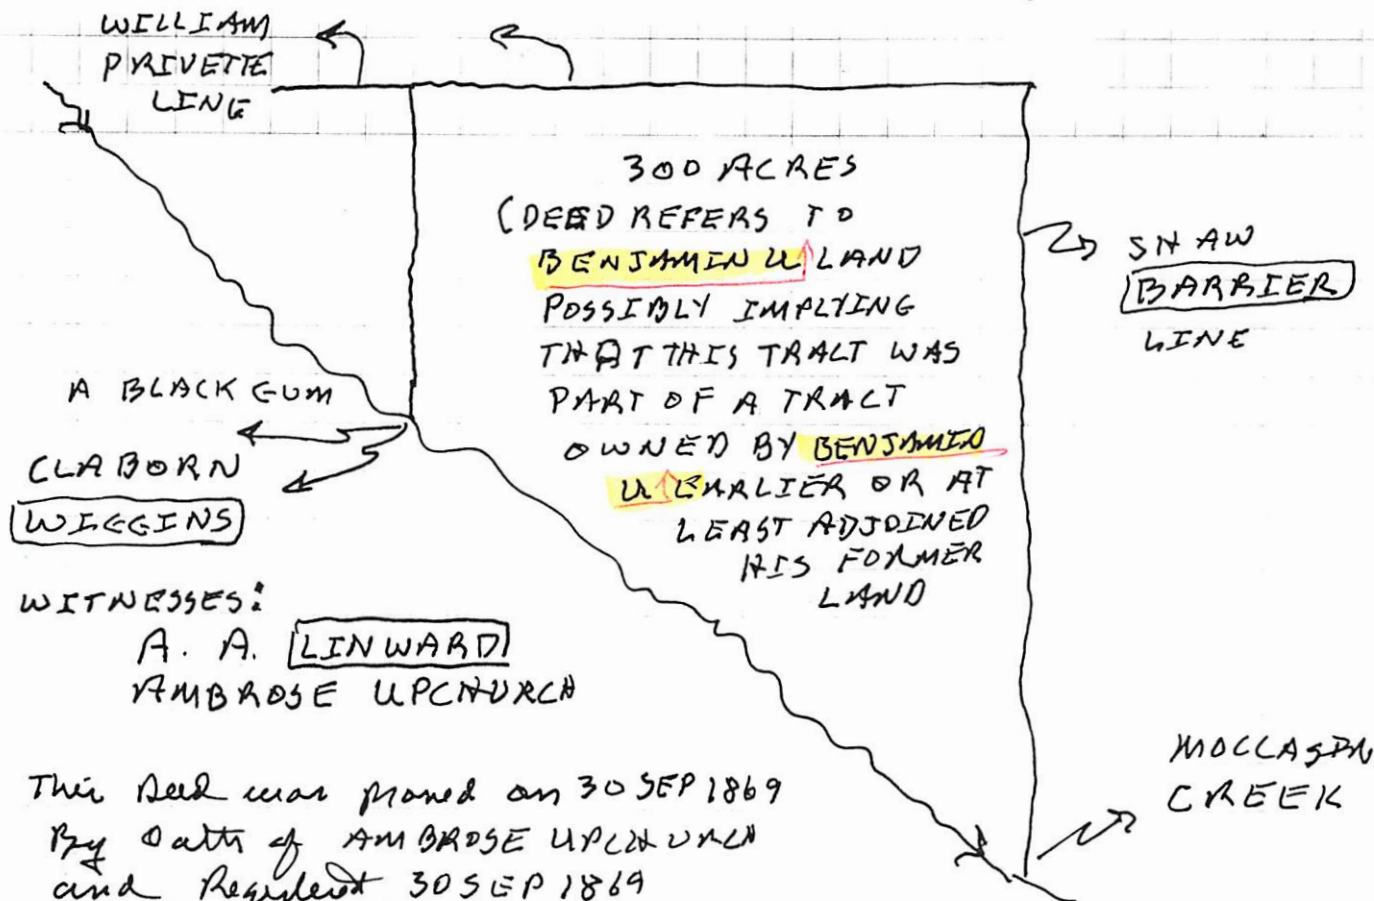 WILLIAM
PRIVETTE
LINE
300 ACRES
(DEED REFERS TO
BENJAMIN U LAND
POSSIBLY IMPLYING
THAT THIS TRACT WAS
PART OF A TRACT
OWNED BY BENJAMIN
U EARLIER OR AT
LEAST ADJOINED
HIS FORMER
LAND
SHAW
BARRIER
LINE
A BLACK GUM
CLABORN
WIGGINS
WITNESSES:
A. A. LINWARD
AMBROSE UPCHURCH
MOCCASIN
CREEK
This Deed was proved on 30 SEP 1869
By Oath of AMBROSE UPCHURCH
and Registered 30 SEP 1869